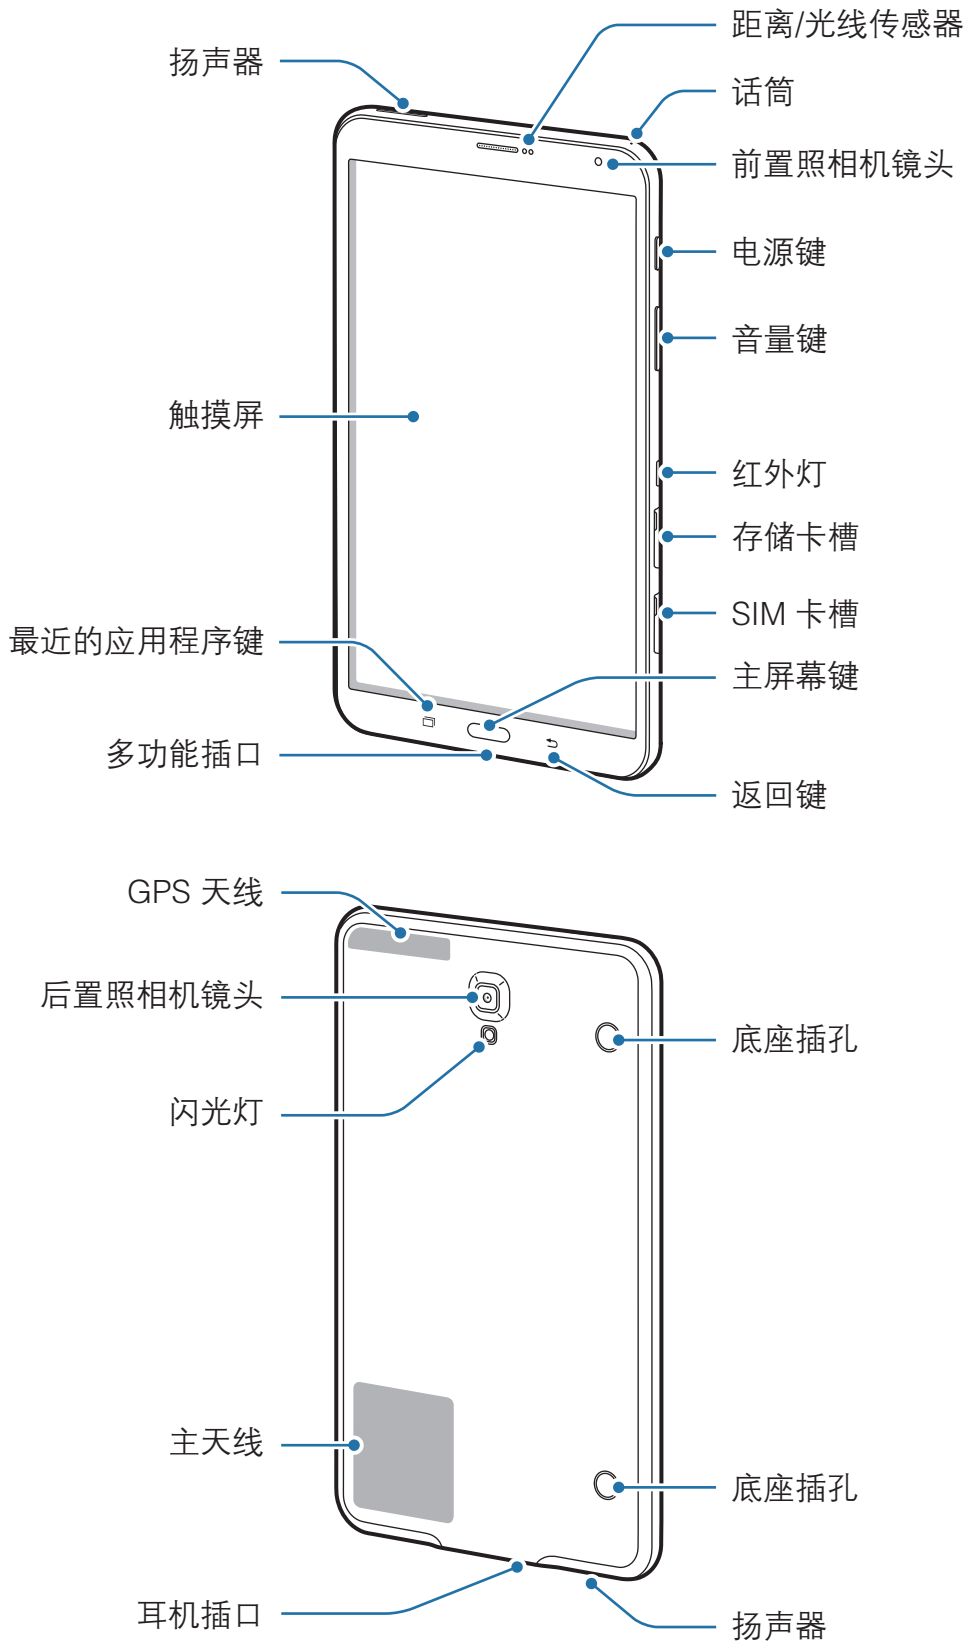 距离/光线传感器
扬声器
话筒
前置照相机镜头
电源键
音量键
触摸屏
红外灯
存储卡槽
SIM 卡槽
最近的应用程序键
主屏幕键
多功能插口
返回键
GPS 天线
后置照相机镜头
底座插孔
闪光灯
主天线
底座插孔
耳机插口
扬声器